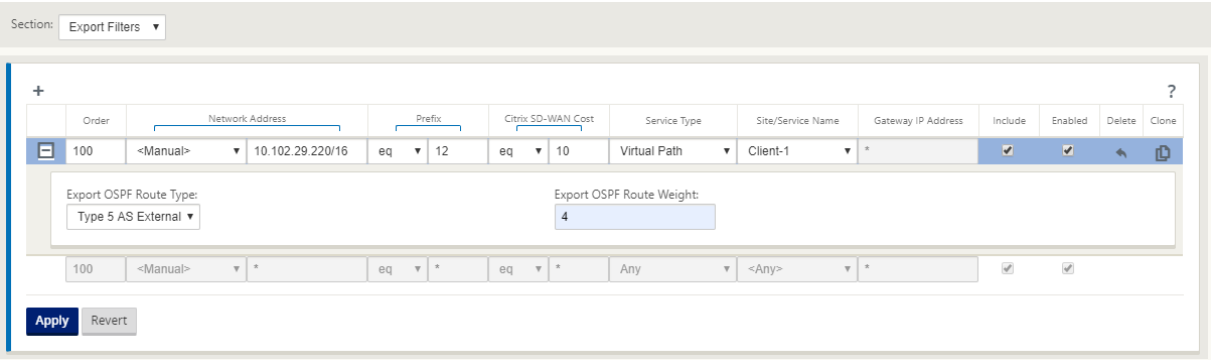 Section: Export Filters ▼
+ ?
Order Network Address Prefix Citrix SD-WAN Cost Service Type Site/Service Name Gateway IP Address Include Enabled Delete Clone
100 <Manual> 10.102.29.220/16 eq 12 eq 10 Virtual Path Client-1 *
Export OSPF Route Type: Export OSPF Route Weight:
Type 5 AS External 4
100 <Manual> * eq * eq * Any <Any> *
Apply Revert